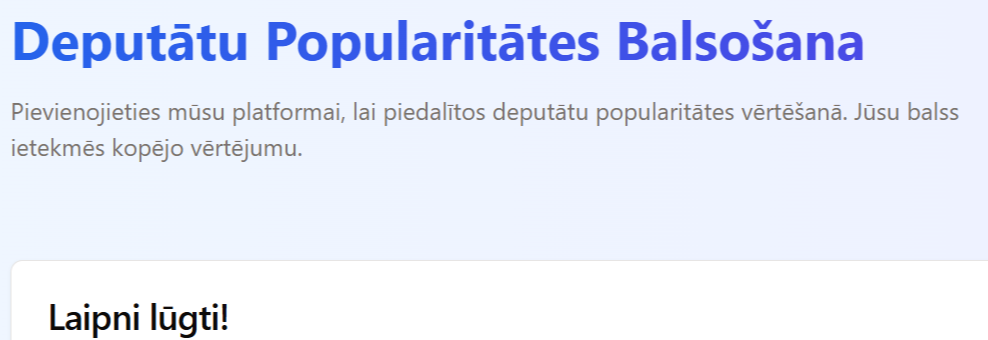 Deputātu Popularitātes Balsošana
Pievienojieties mūsu platformai, lai piedalītos deputātu popularitātes vērtēšanā. Jūsu balss
ietekmēs kopējo vērtējumu.
Laipni lūgti!